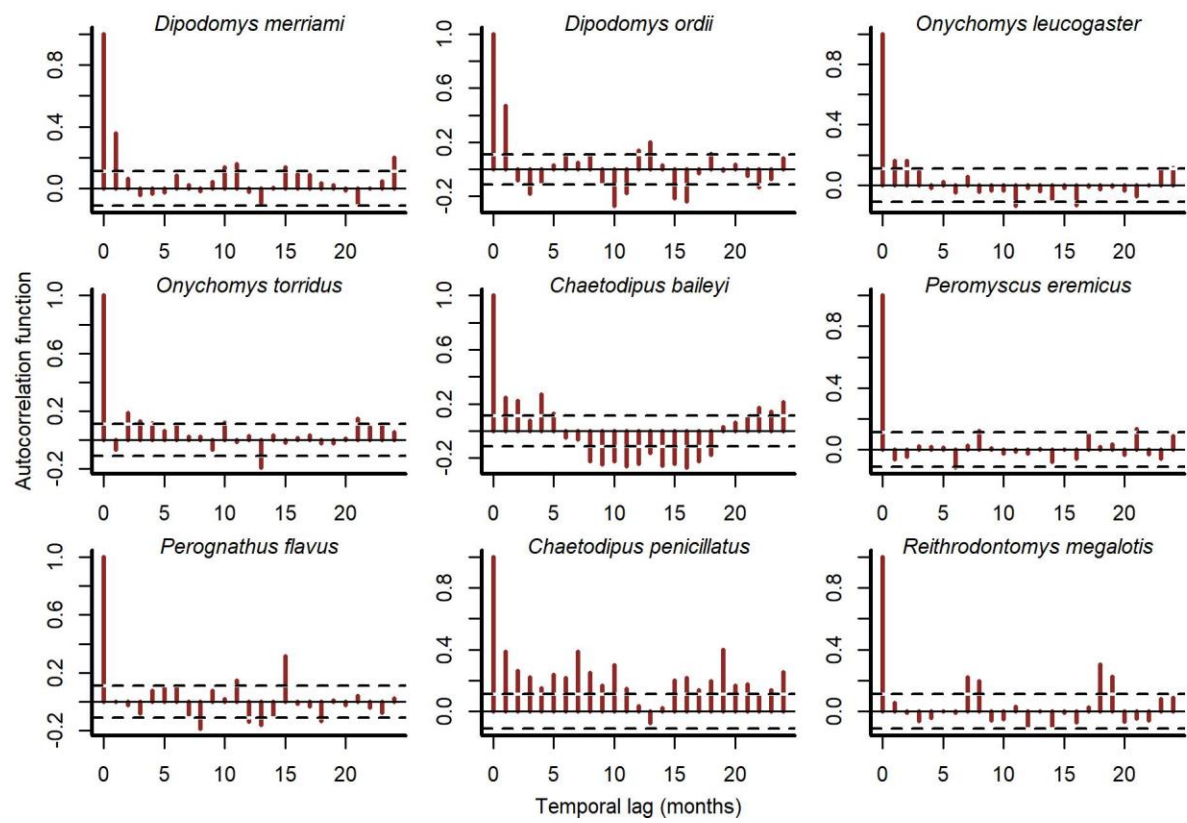 Dipodomys merriami
Dipodomys ordii
Onychomys leucogaster
0.8
0.4
0.0
1.0
0.6
0.2
-0.2
0.8
0.4
0.0
0 5 10 15 20
0 5 10 15 20
0 5 10 15 20
Onychomys torridus
Chaetodipus baileyi
Peromyscus eremicus
Autocorrelation function
1.0
0.6
0.2
-0.2
1.0
0.6
0.2
-0.2
0.8
0.4
0.0
0 5 10 15 20
0 5 10 15 20
0 5 10 15 20
Perognathus flavus
Chaetodipus penicillatus
Reithrodontomys megalotis
1.0
0.6
0.2
-0.2
0.8
0.4
0.0
0.8
0.4
0.0
0 5 10 15 20
0 5 10 15 20
0 5 10 15 20
Temporal lag (months)